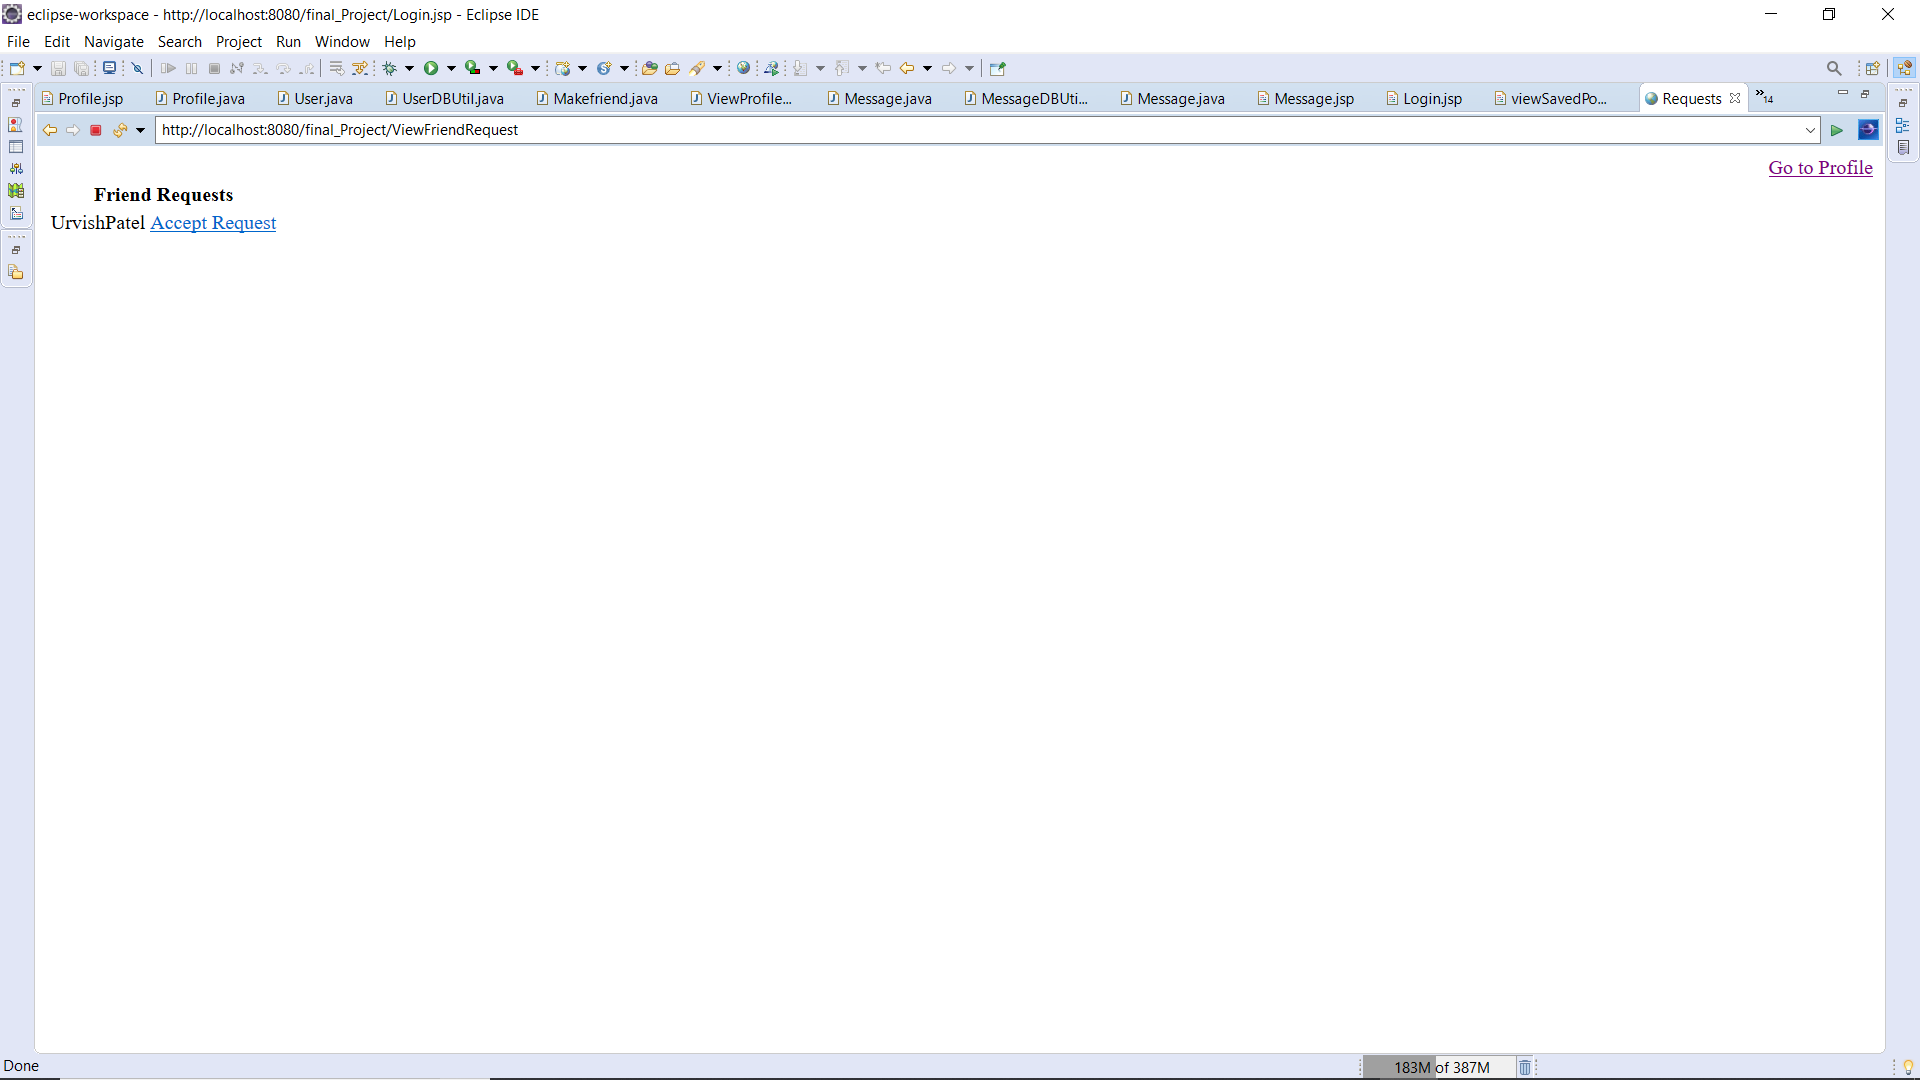 eclipse-workspace - http://localhost:8080/final_Project/Login.jsp - Eclipse IDE
File Edit Navigate Search Project Run Window Help
Profile.jsp Profile.java User.java UserDBUtil.java Makefriend.java ViewProfile... Message.java MessageDBUti... Message.java Message.jsp Login.jsp viewSavedPo... Requests »14
http://localhost:8080/final_Project/ViewFriendRequest
Go to Profile
Friend Requests
UrvishPatel Accept Request
Done 183M of 387M